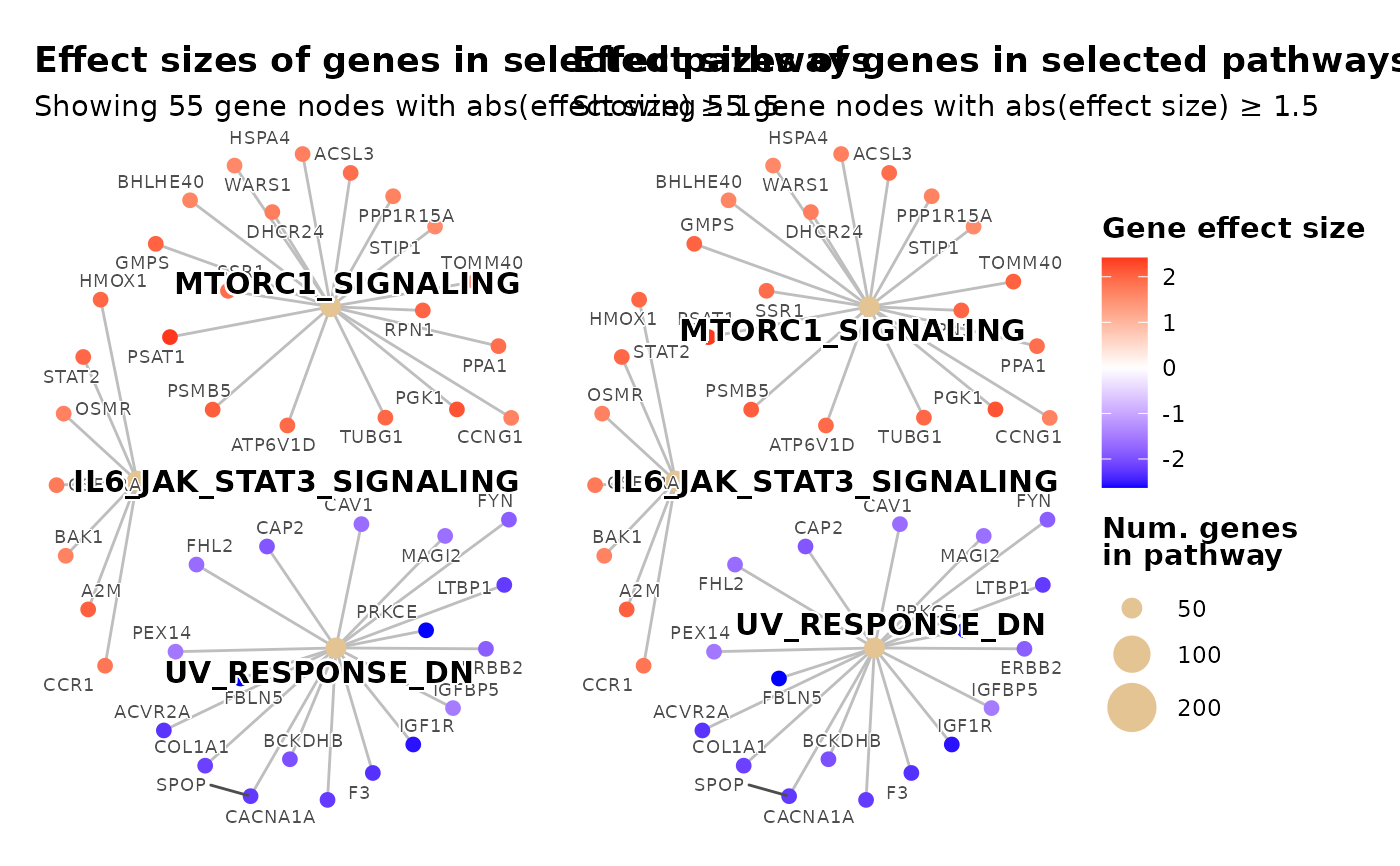 Effect sizes of genes in selected pathways
Effect sizes of genes in selected pathways
Showing 55 gene nodes with abs(effect size) ≥ 1.5
Showing 55 gene nodes with abs(effect size) ≥ 1.5
HSPA4
ACSL3
BHLHE40
WARS1
PPP1R15A
DHCR24
STIP1
GMPS
SSR1
TOMM40
HMOX1
MTORC1_SIGNALING
RPN1
PSAT1
PPA1
STAT2
PSMB5
PGK1
OSMR
ATP6V1D
TUBG1
CCNG1
IL6_JAK_STAT3_SIGNALING
CAV1
FYN
BAK1
CAP2
FHL2
MAGI2
A2M
LTBP1
PRKCE
PEX14
UV_RESPONSE_DN
ERBB2
CCR1
FBLN5
IGFBP5
ACVR2A
IGF1R
COL1A1
BCKDHB
SPOP
F3
CACNA1A
HSPA4
ACSL3
BHLHE40
WARS1
PPP1R15A
GMPS
DHCR24
STIP1
TOMM40
SSR1
HMOX1
PSAT1
MTORC1_SIGNALING
STAT2
PPA1
PSMB5
OSMR
PGK1
ATP6V1D
TUBG1
CCNG1
IL6_JAK_STAT3_SIGNALING
CAV1
FYN
BAK1
CAP2
MAGI2
FHL2
A2M
LTBP1
PRKCE
UV_RESPONSE_DN
PEX14
ERBB2
CCR1
FBLN5
IGFBP5
ACVR2A
IGF1R
COL1A1
BCKDHB
SPOP
F3
CACNA1A
Gene effect size
2
1
0
-1
-2
Num. genes
in pathway
50
100
200